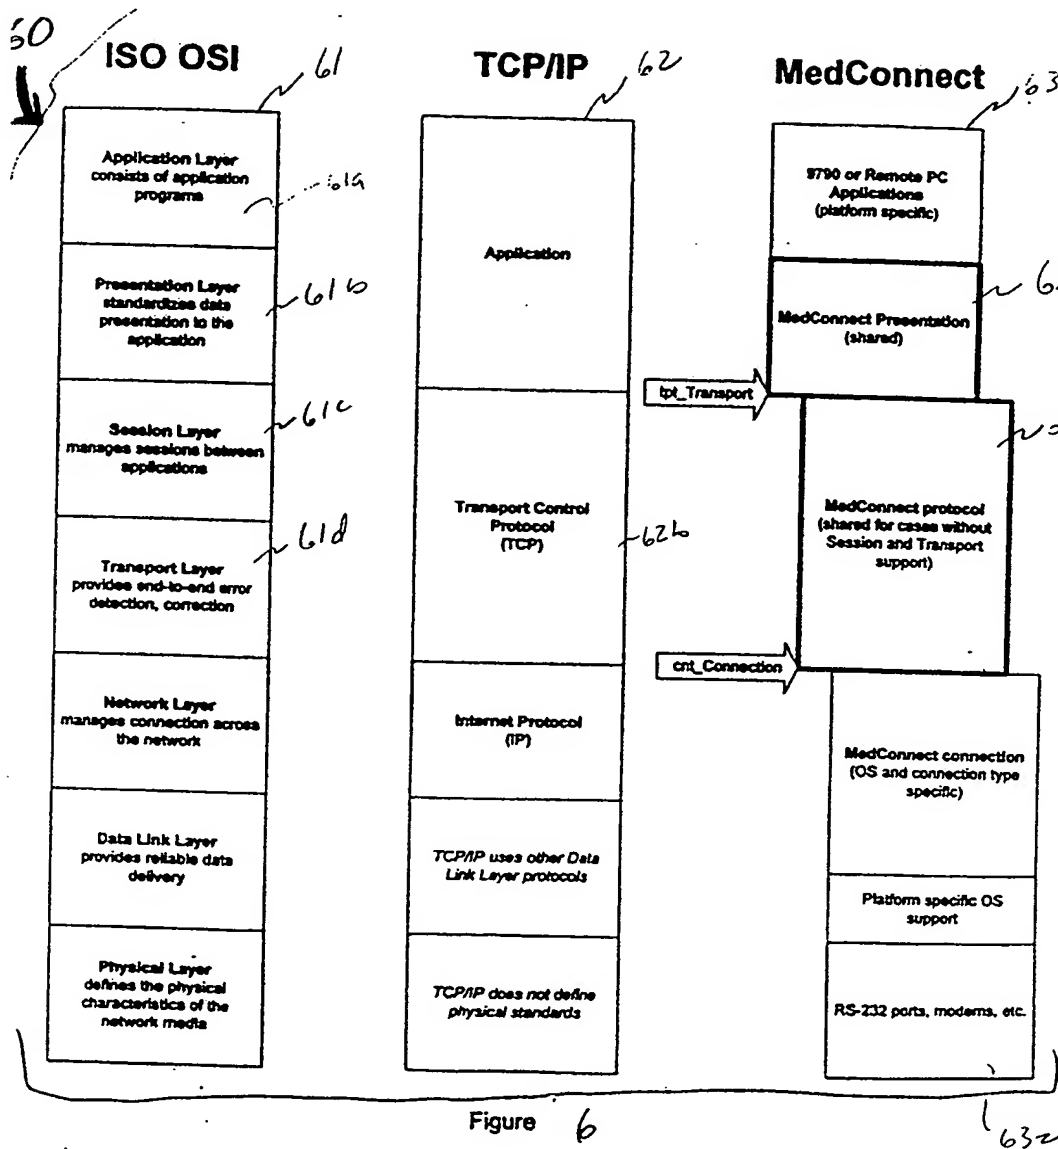 60
ISO OSI
61
TCP/IP
62
MedConnect
63
Application Layer
consists of application
programs
61a
Presentation Layer
standardizes data
presentation to the
application
61b
Session Layer
manages sessions between
applications
61c
Transport Layer
provides end-to-end error
detection, correction
61d
Network Layer
manages connection across
the network
Data Link Layer
provides reliable data
delivery
Physical Layer
defines the physical
characteristics of the
network media
Application
Transport Control
Protocol
(TCP)
62b
Internet Protocol
(IP)
TCP/IP uses other Data
Link Layer protocols
TCP/IP does not define
physical standards
9790 or Remote PC
Applications
(platform specific)
MedConnect Presentation
(shared)
tpt_Transport
MedConnect protocol
(shared for cases without
Session and Transport
support)
cnt_Connection
MedConnect connection
(OS and connection type
specific)
Platform specific OS
support
RS-232 ports, modems, etc.
Figure 6